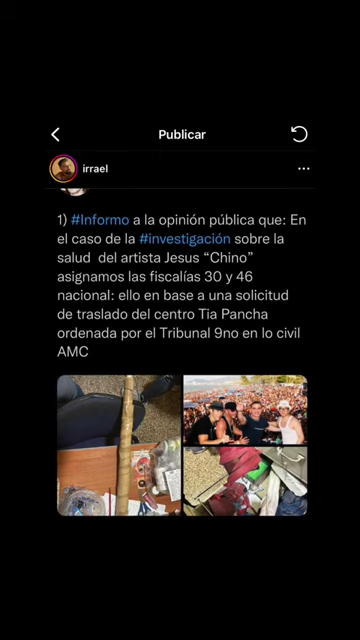 Publicar
irrael
1) #Informo a la opinión pública que: En
el caso de la #investigación sobre la
salud del artista Jesus “Chino”
asignamos las fiscalías 30 y 46
nacional: ello en base a una solicitud
de traslado del centro Tia Pancha
ordenada por el Tribunal 9no en lo civil
AMC